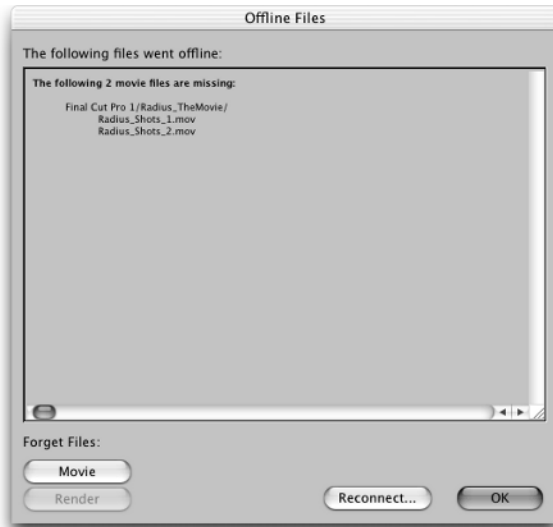 Offline Files
The following files went offline:
The following 2 movie files are missing:
Final Cut Pro 1/Radius_TheMovie/
Radius_Shots_1.mov
Radius_Shots_2.mov
Forget Files:
Movie
Render
Reconnect...
OK